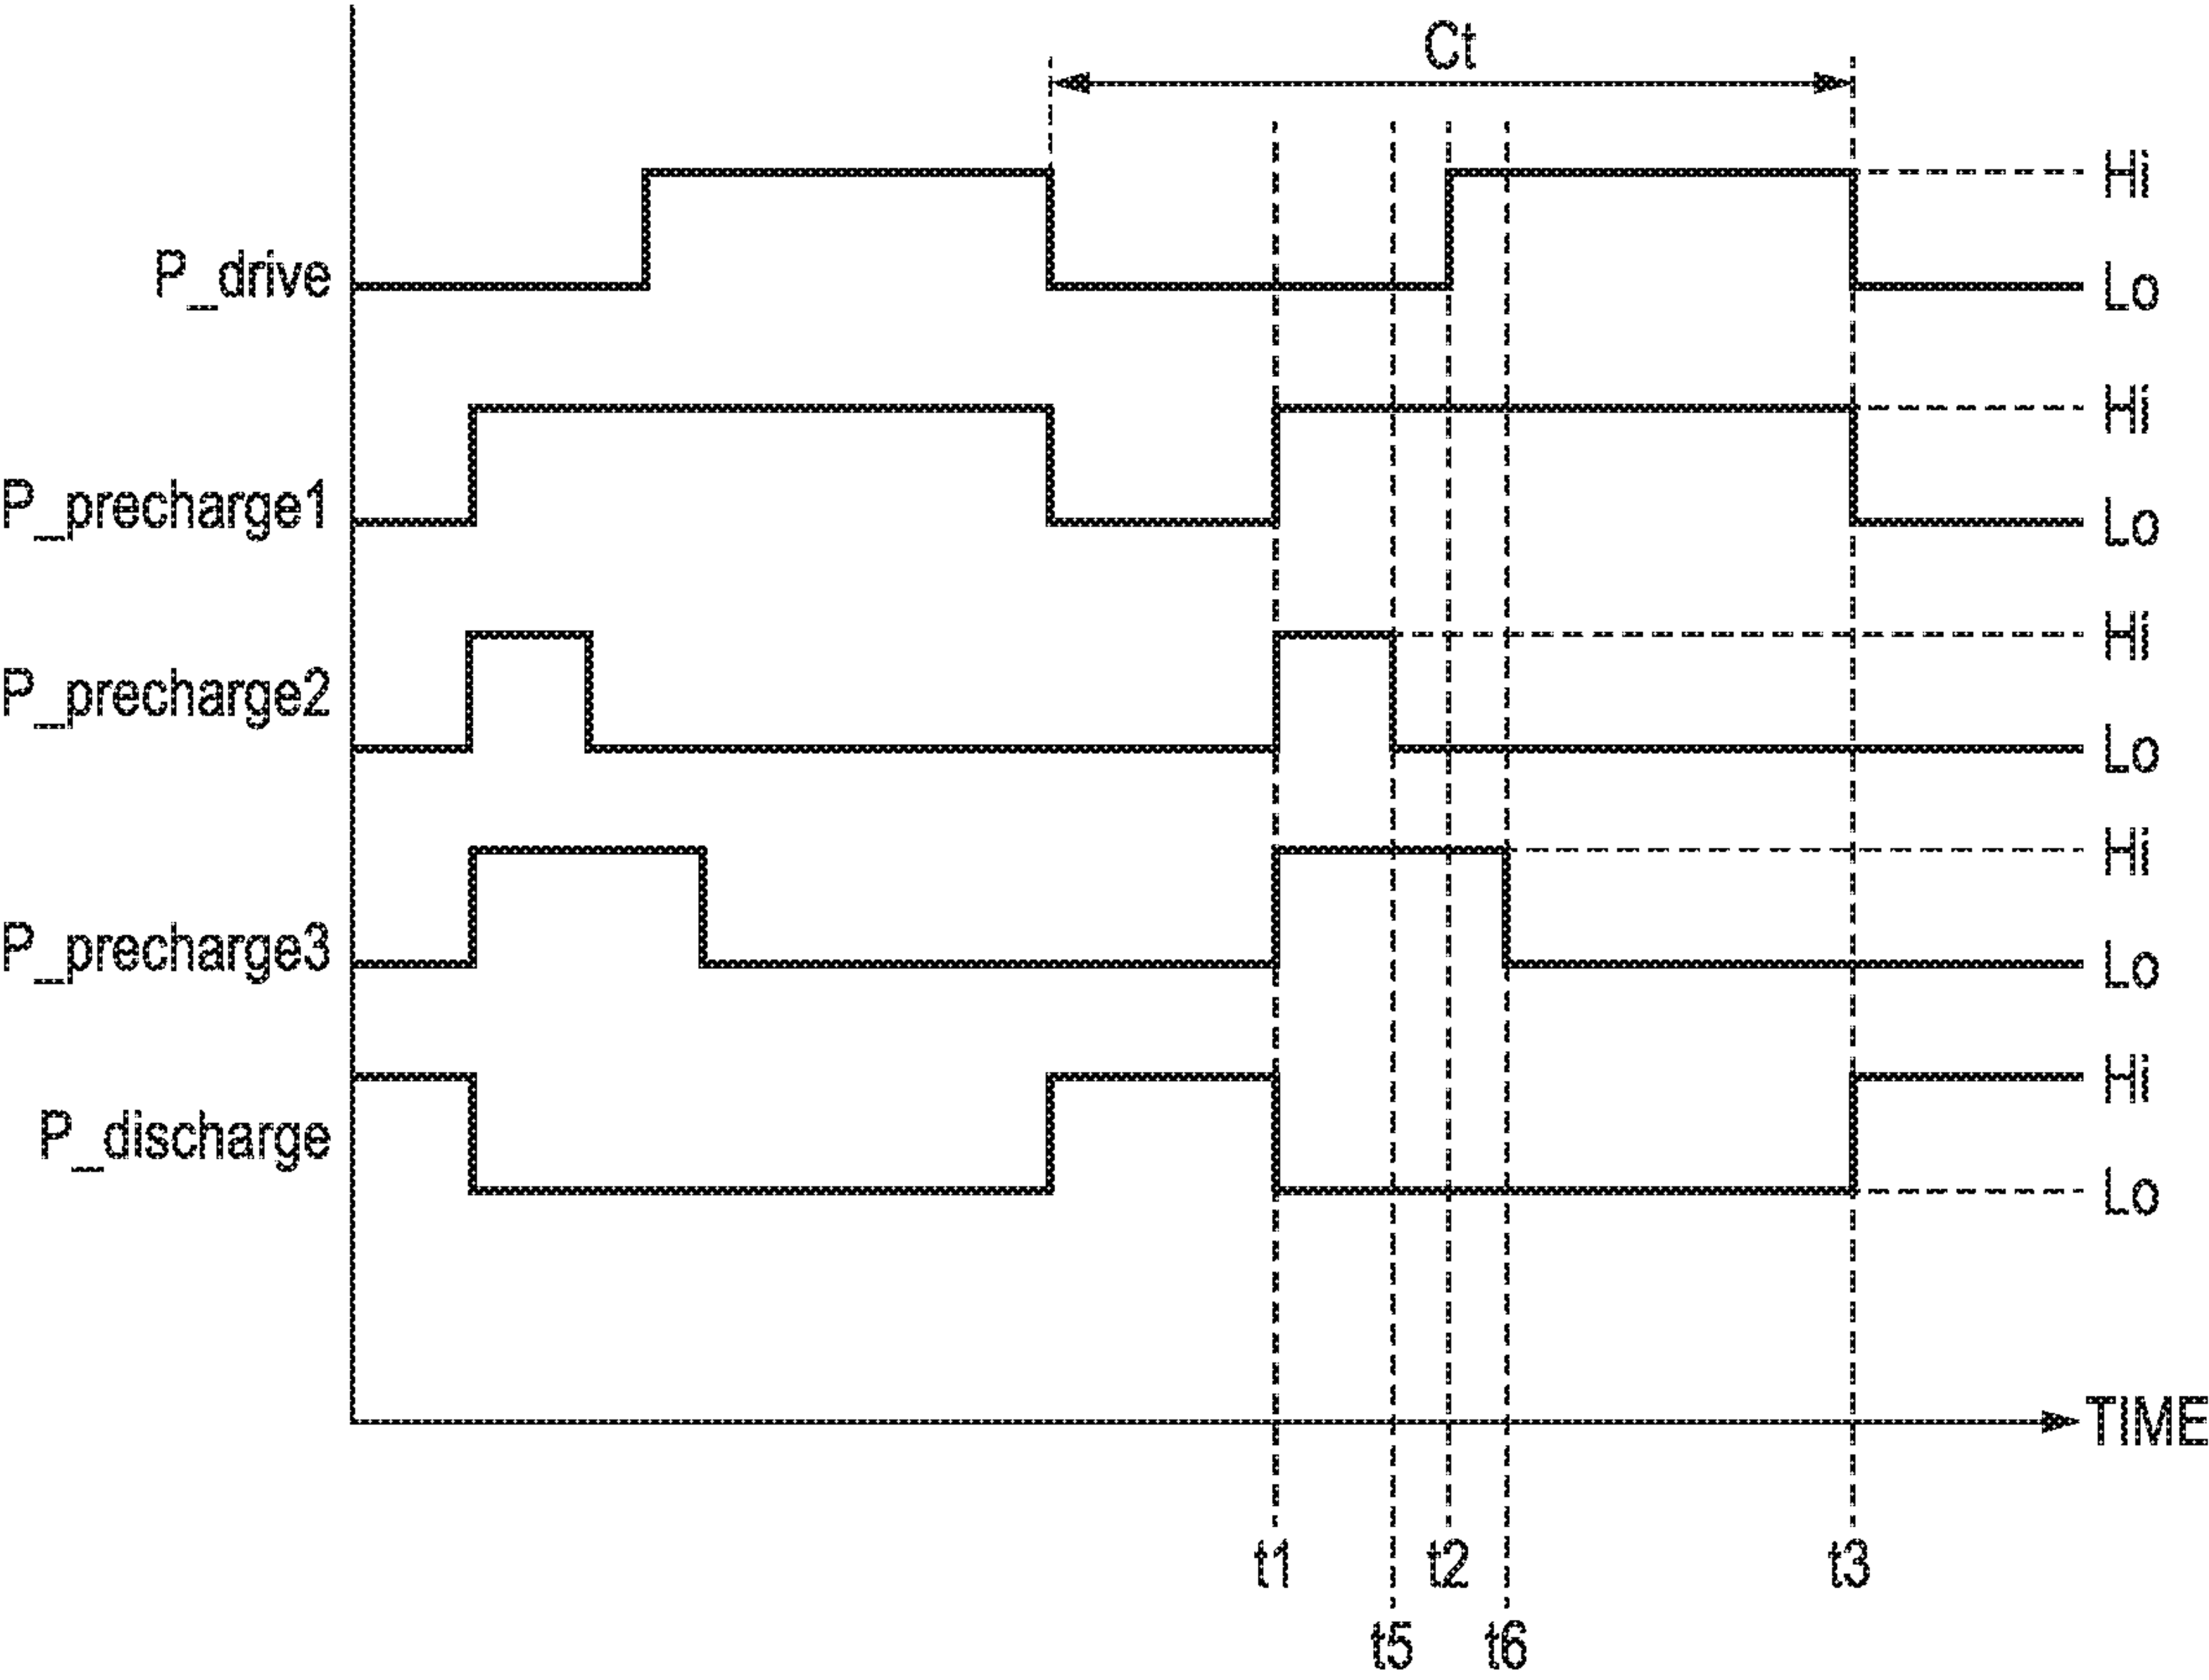 Ct
Hi
P_drive
Lo
Hi
P_precharge1
Lo
Hi
P_precharge2
Lo
Hi
P_precharge3
Lo
Hi
P_discharge
Lo
TIME
t1
t2
t3
t5
t6